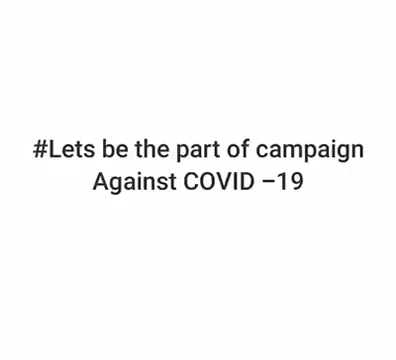 #Lets be the part of campaign
Against COVID –19